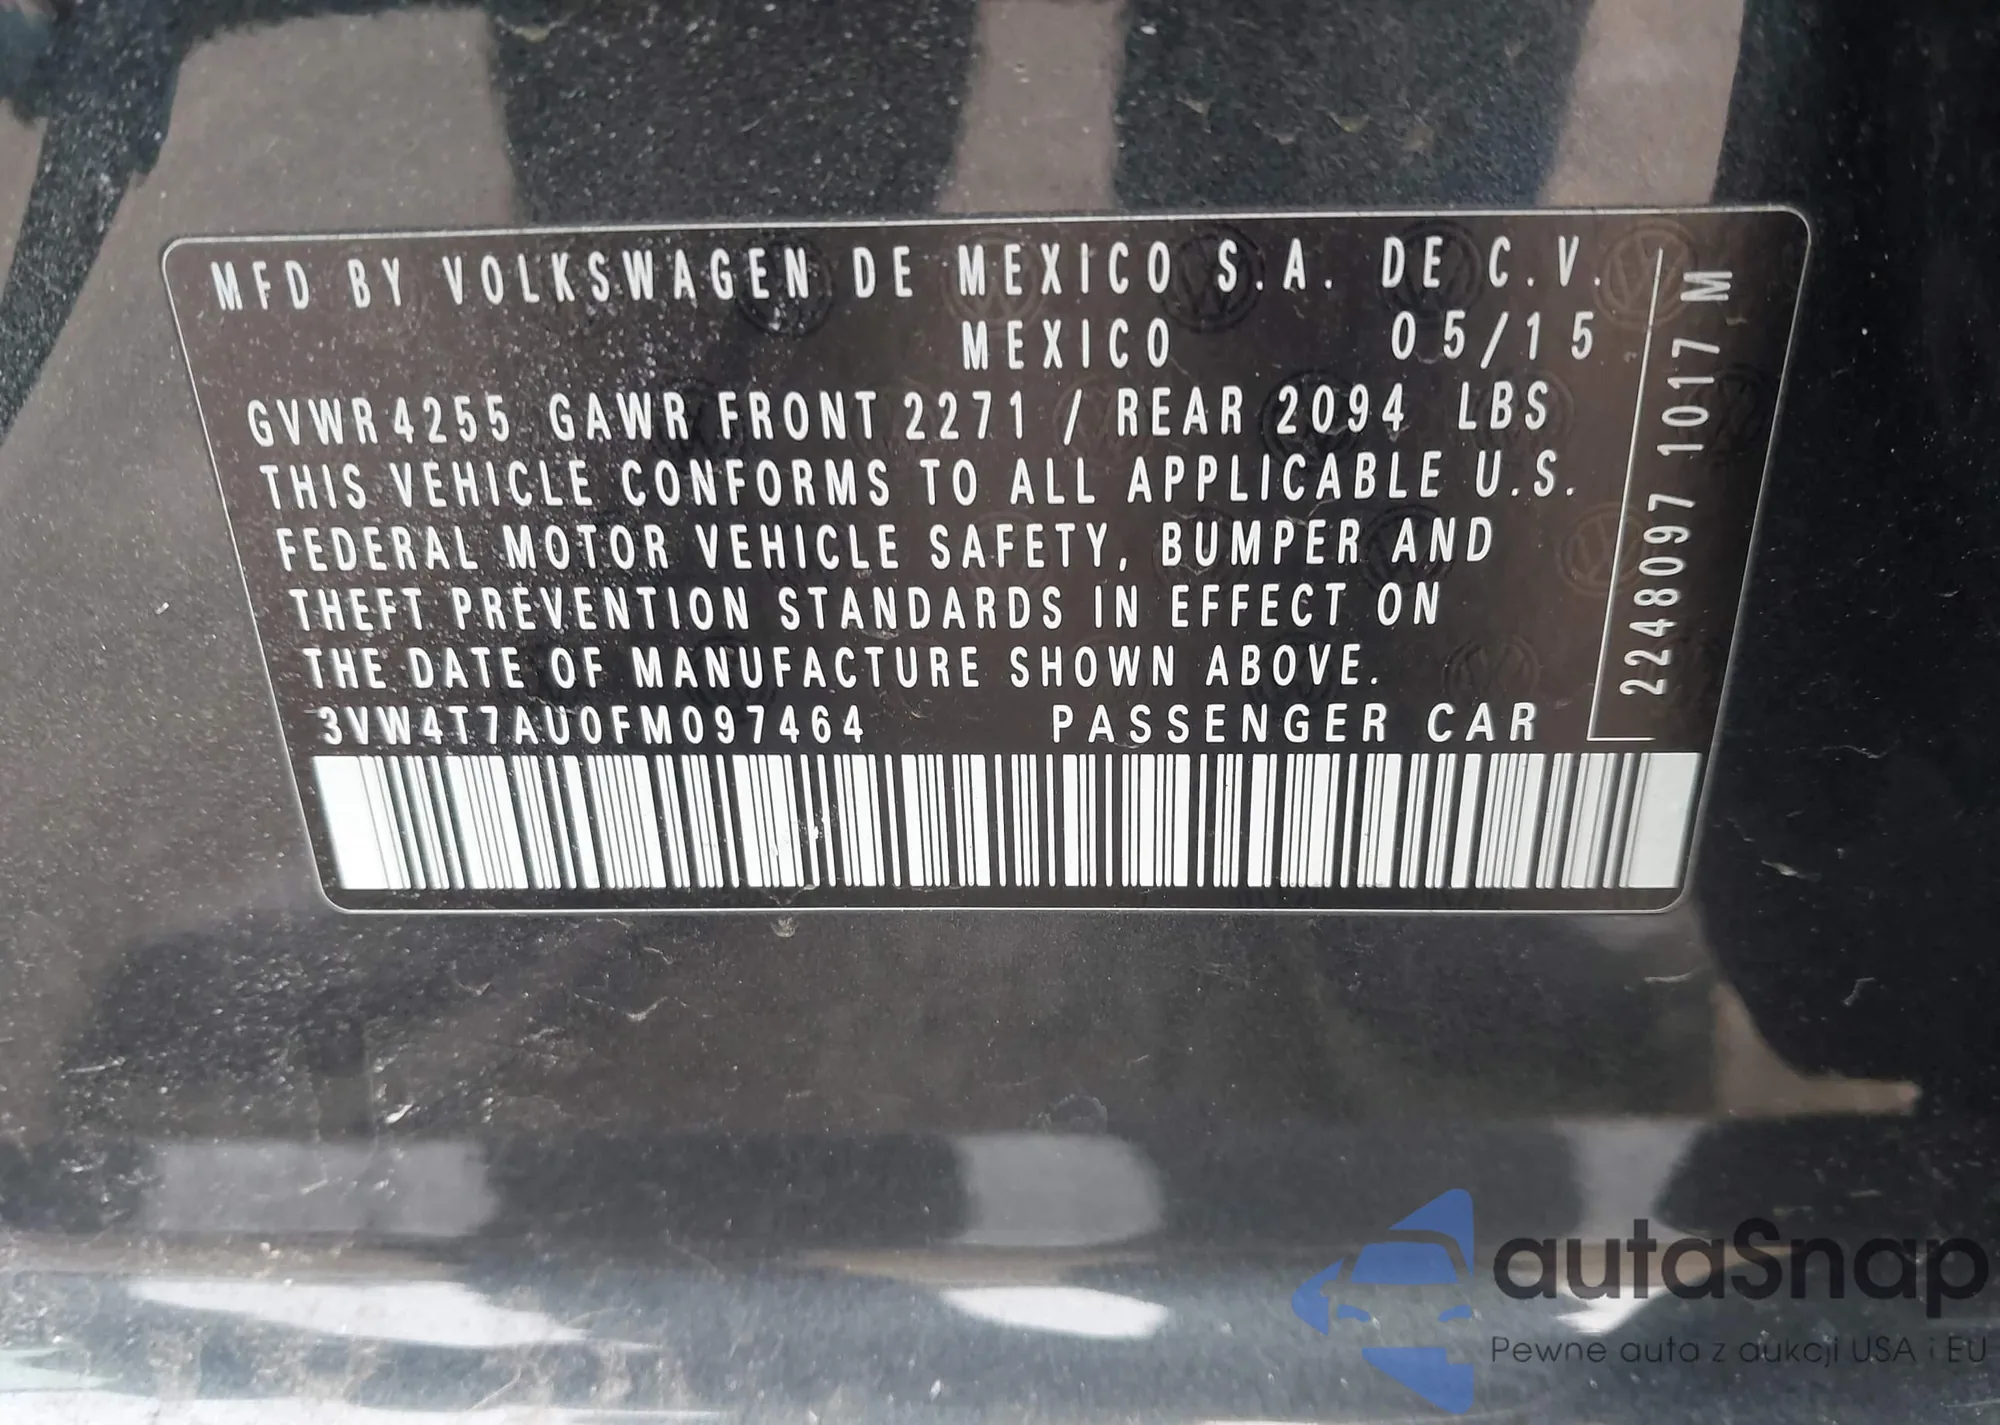 MFD BY VOLKSWAGEN DE MEXICO S.A. DE C.V.
MEXICO 05/15
GVWR 4255 GAWR FRONT 2271 / REAR 2094 LBS
THIS VEHICLE CONFORMS TO ALL APPLICABLE U.S.
FEDERAL MOTOR VEHICLE SAFETY, BUMPER AND
THEFT PREVENTION STANDARDS IN EFFECT ON
THE DATE OF MANUFACTURE SHOWN ABOVE.
3VW4T7AU0FM097464 PASSENGER CAR
2248097 1017 M
autaSnap
Pewne auta z aukcji USA i EU